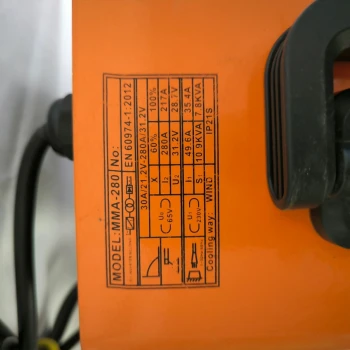 MODEL:MMA-280 No:
EN 60974-1:2012
30A/21.2V-280A/31.2V
X 60% 100%
U₀ 65V I₂ 280A 217A
U₂ 31.2V 28.7V
U₁ 230V I₁ 49.6A 35.4A
S₁ 10.9KVA 7.8KVA
Cooling way WIND IP21S